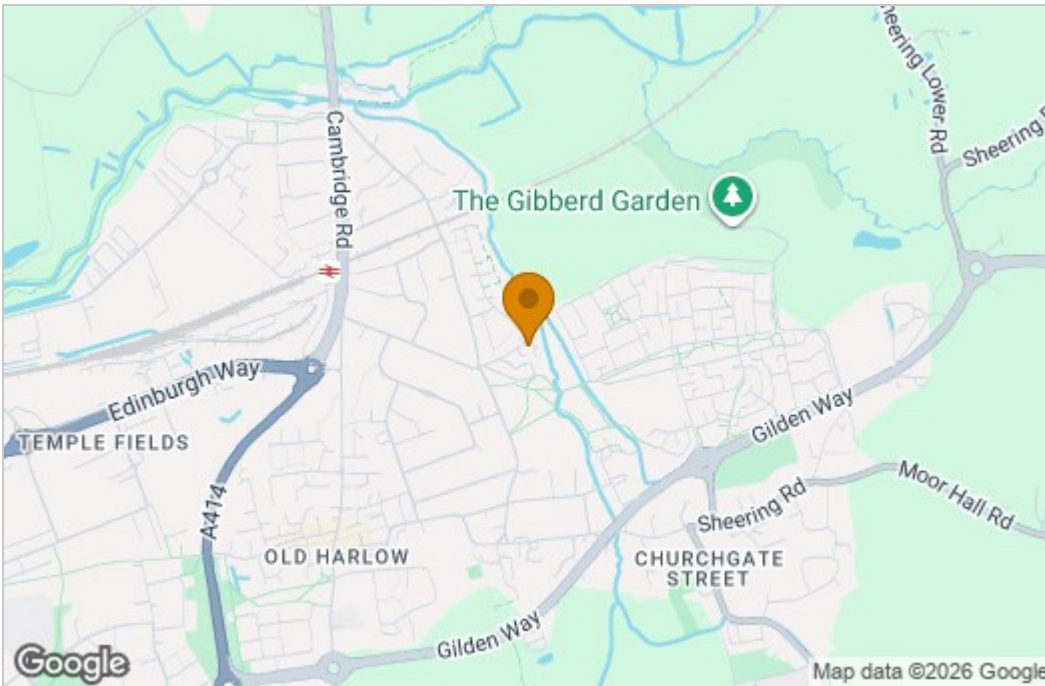 Sheering Lower Rd
Sheering
Cambridge Rd
The Gibberd Garden
Edinburgh Way
TEMPLE FIELDS
A414
Gilden Way
Moor Hall Rd
Sheering Rd
OLD HARLOW
CHURCHGATE
STREET
Gilden Way
Google
Map data ©2026 Google